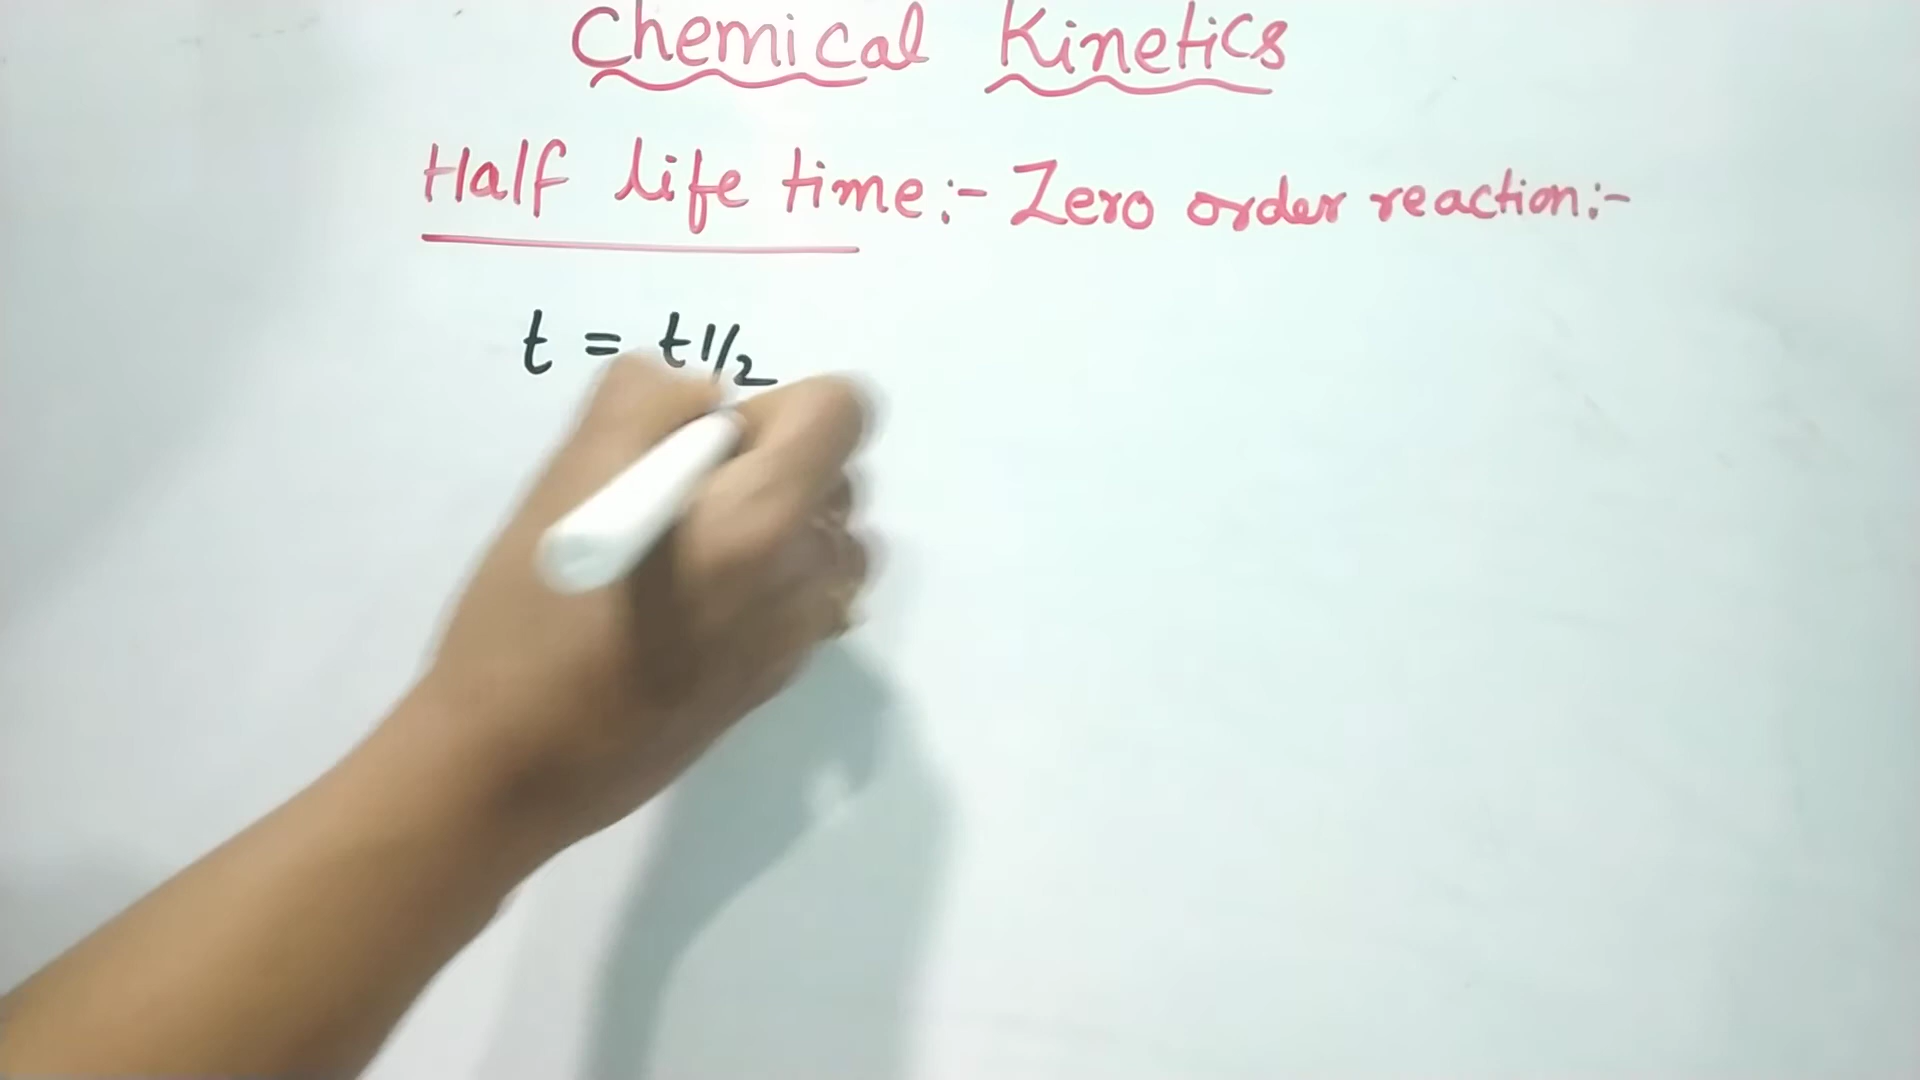 Chemical Kinetics
Half life time:- Zero order reaction:-
t = t1/2